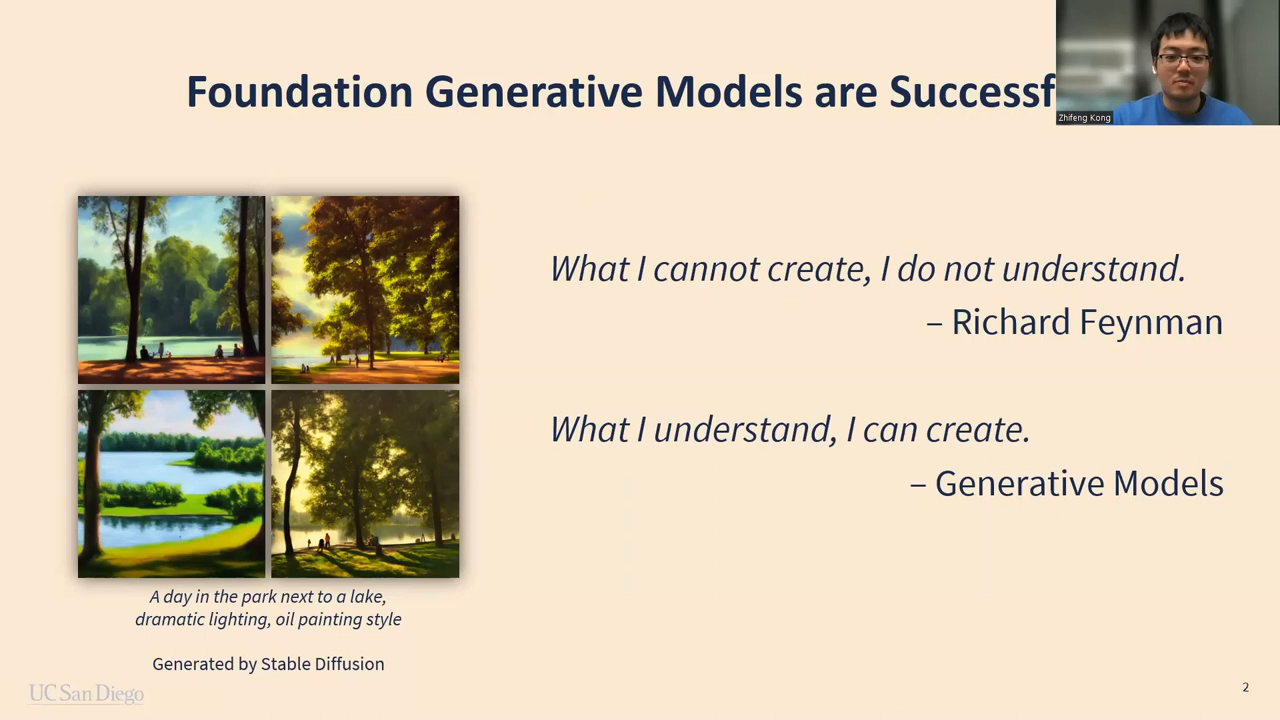 Foundation Generative Models are Successf
Zhifeng Kong
What I cannot create, I do not understand.
– Richard Feynman
What I understand, I can create.
– Generative Models
A day in the park next to a lake,
dramatic lighting, oil painting style
Generated by Stable Diffusion
UC San Diego
2